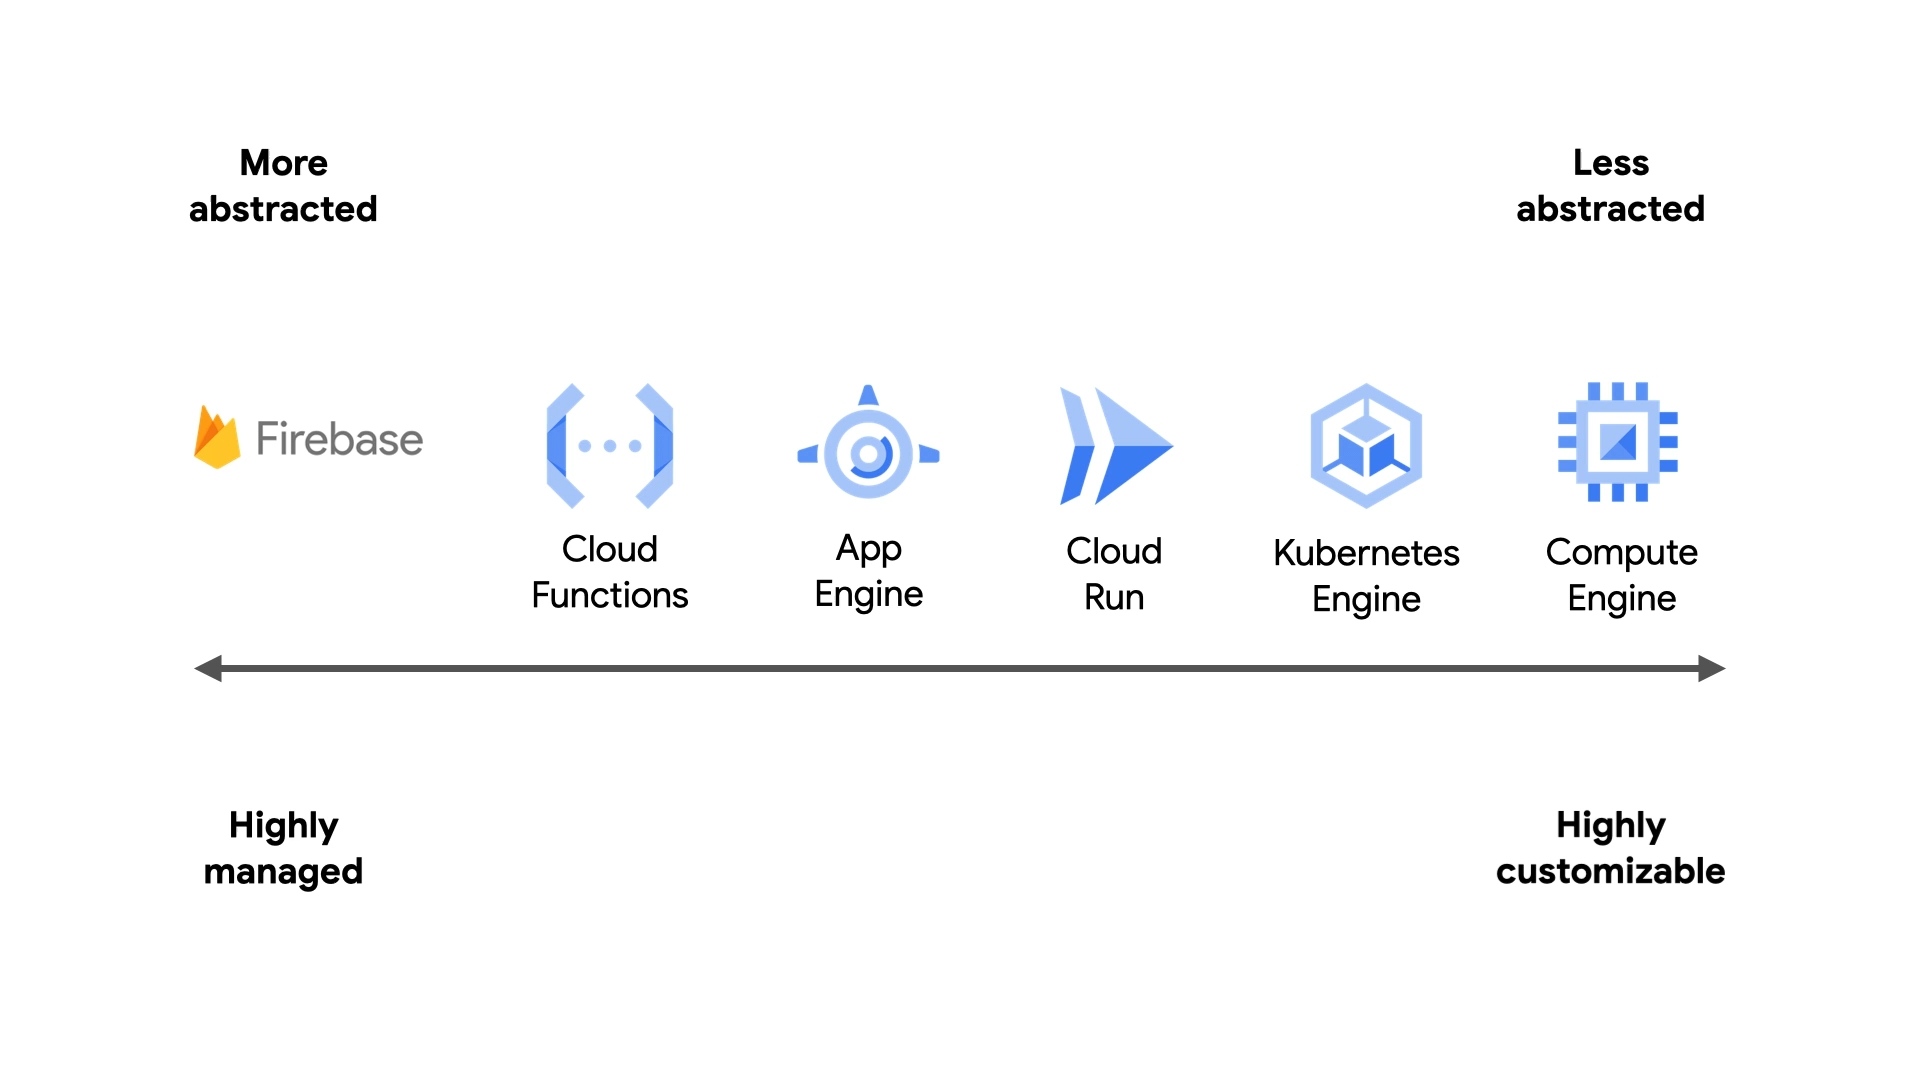 More
abstracted
Less
abstracted
Firebase
Cloud
Functions
App
Engine
Cloud
Run
Kubernetes
Engine
Compute
Engine
Highly
managed
Highly
customizable